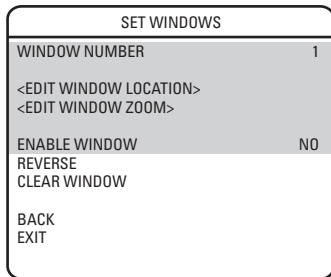 SET WINDOWS
WINDOW NUMBER 1
<EDIT WINDOW LOCATION>
<EDIT WINDOW ZOOM>
ENABLE WINDOW NO
REVERSE
CLEAR WINDOW
BACK
EXIT